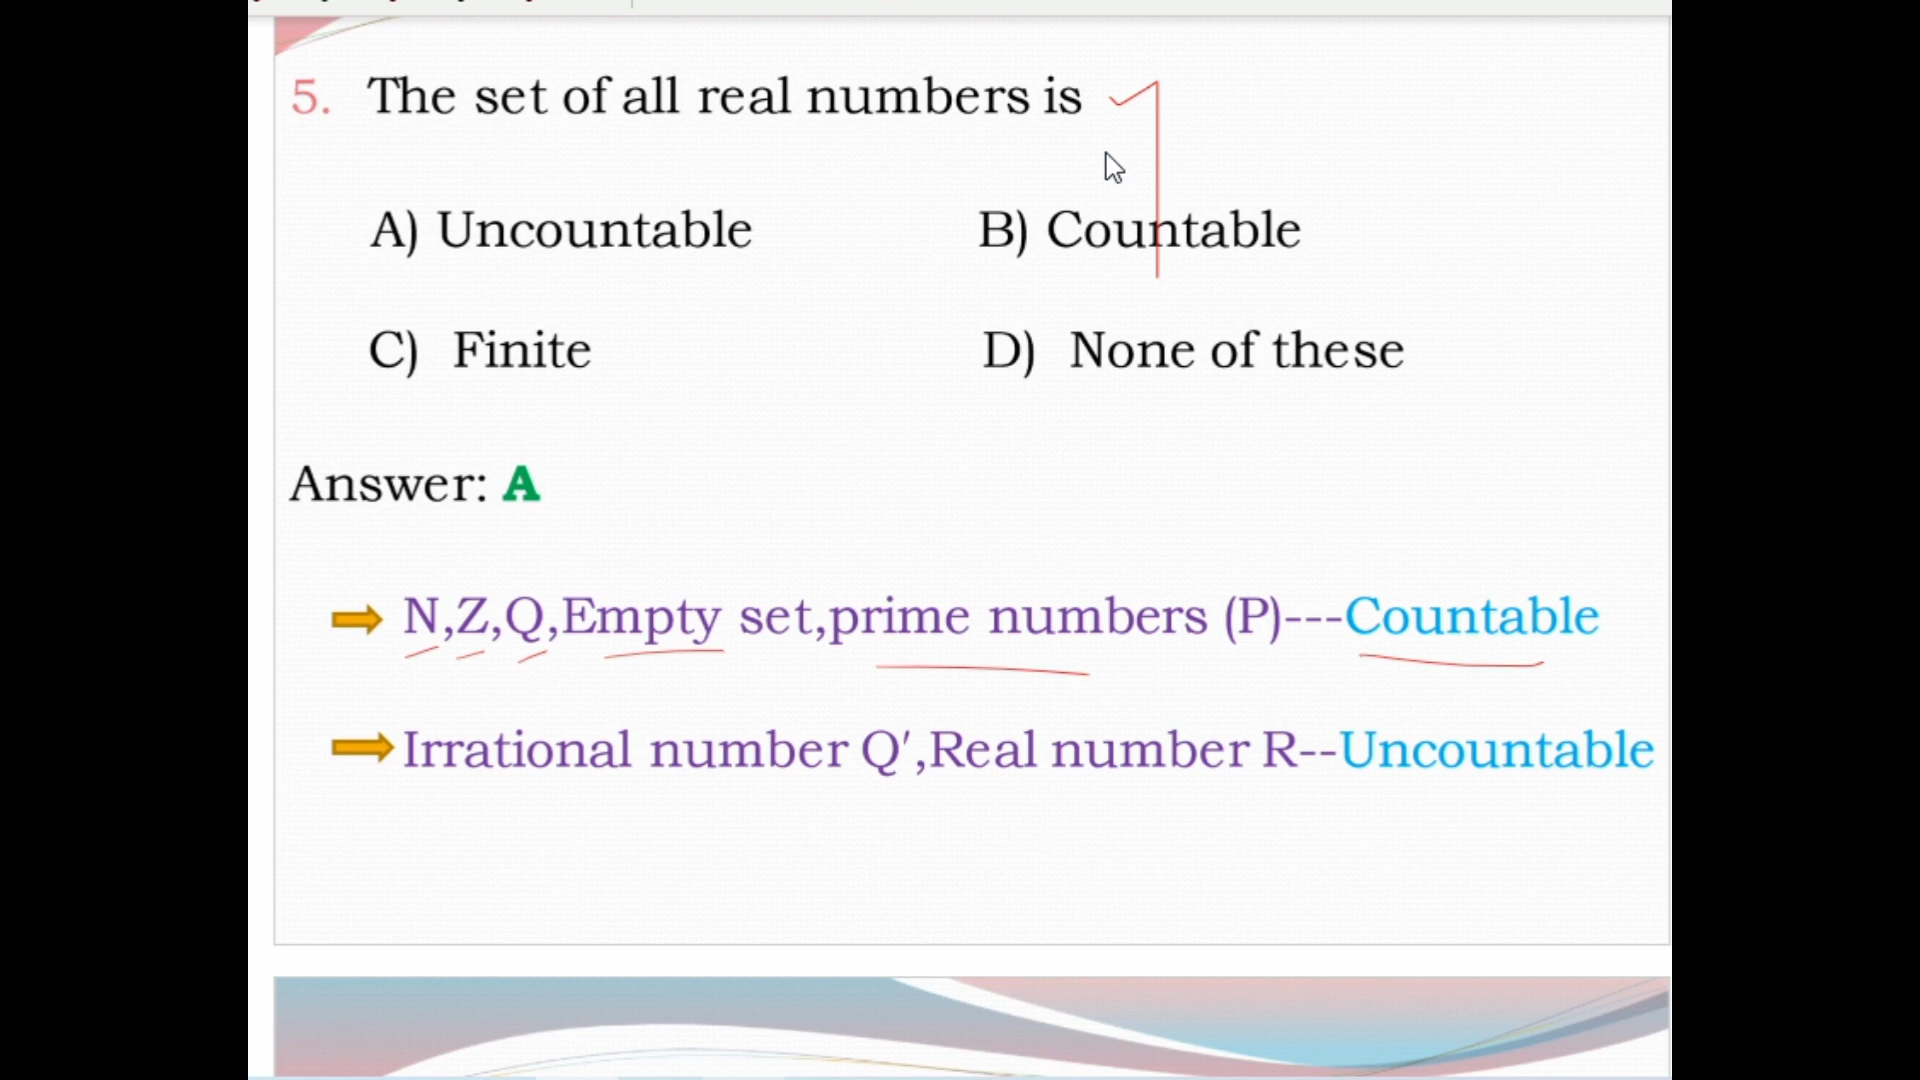 5. The set of all real numbers is
A) Uncountable B) Countable
C) Finite D) None of these
Answer: A
N,Z,Q,Empty set,prime numbers (P)---Countable
Irrational number Q′,Real number R--Uncountable